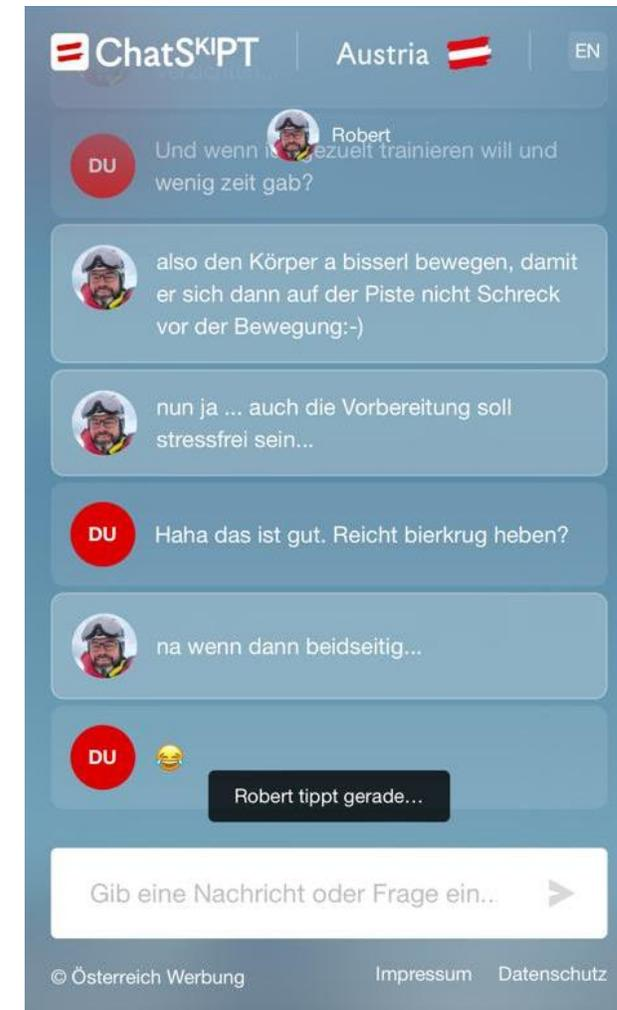 ChatSKIPT
Austria
EN
verzichten...
Robert
DU
Und wenn
gezuelt trainieren will und
wenig zeit gab?
also den Körper a bisserl bewegen, damit
er sich dann auf der Piste nicht Schreck
vor der Bewegung:-)
nun ja ... auch die Vorbereitung soll
stressfrei sein...
DU
Haha das ist gut. Reicht bierkrug heben?
na wenn dann beidseitig...
DU
😂
Robert tippt gerade...
Gib eine Nachricht oder Frage ein..
© Österreich Werbung
Impressum
Datenschutz